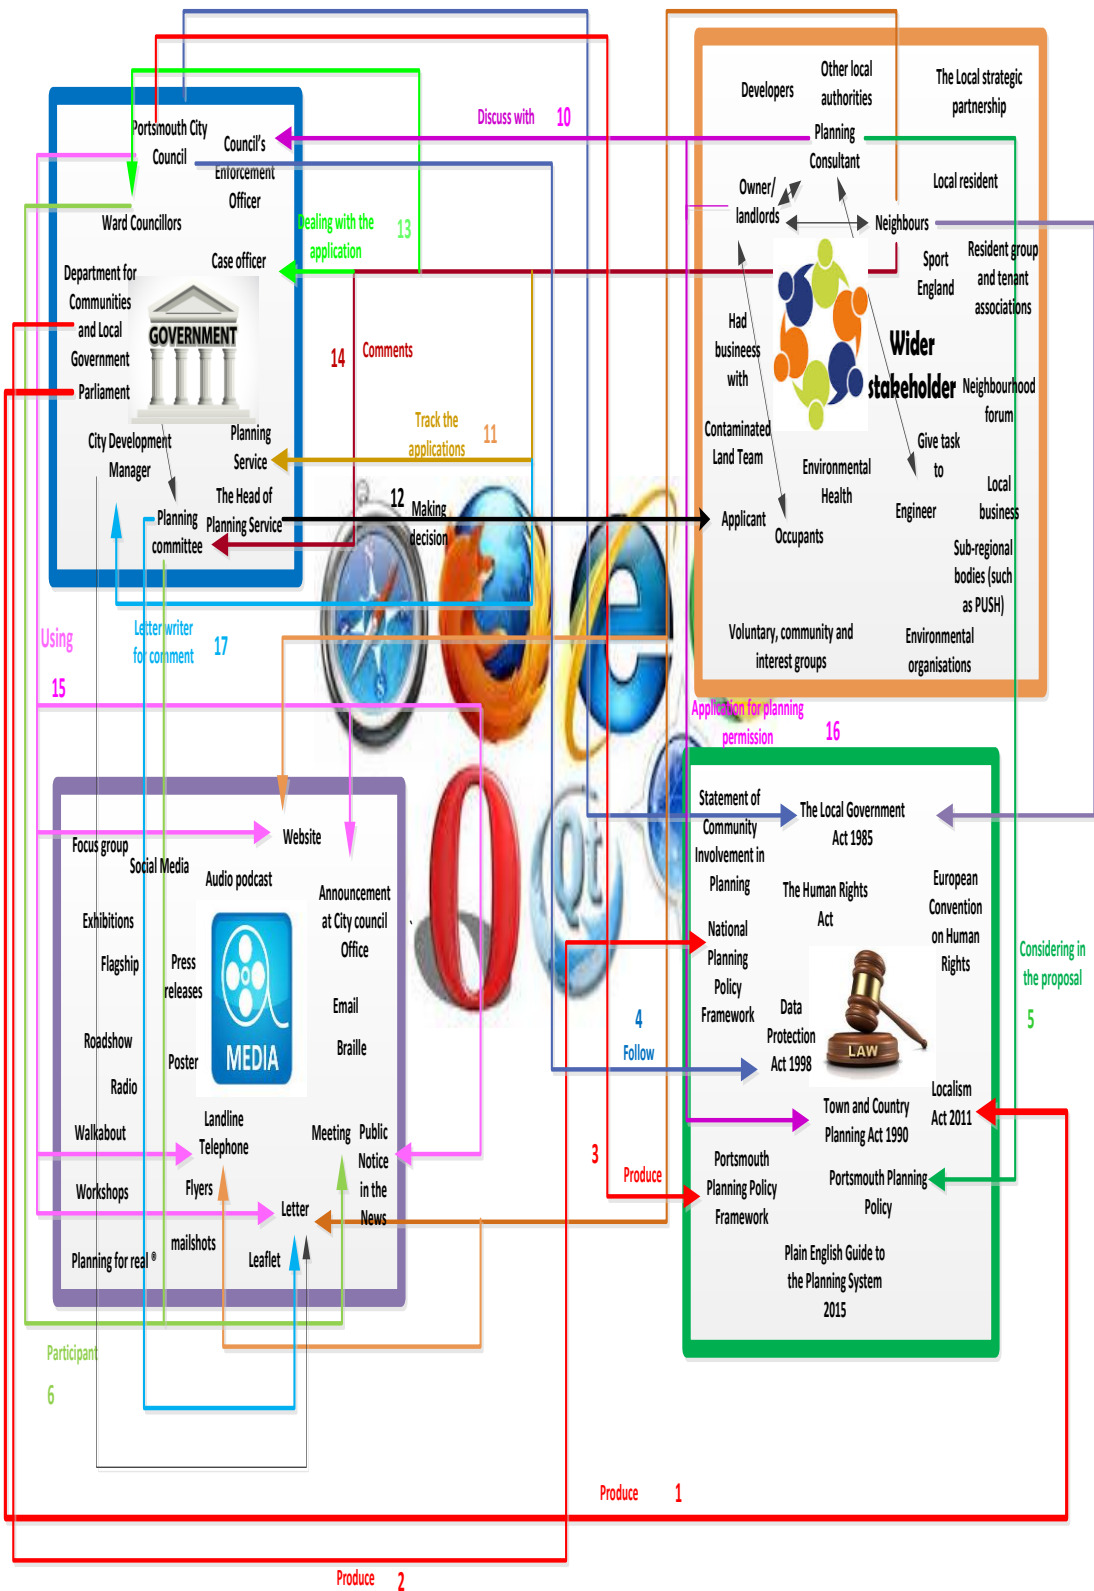 Discuss with 10
Portsmouth City
Council
Council's
Enforcement
Officer
Ward Councillors
Dealing with the
application 13
Case officer
Department for
Communities
and Local
Government
Parliament
GOVERNMENT
City Development
Manager
Planning
Service
The Head of
Planning Service
Planning
committee
14 Comments
Track the
applications 11
12 Making
decision
Using
15
Letter writer
for comment 17
Developers
Other local
authorities
The Local strategic
partnership
Planning
Consultant
Owner/
landlords
Local resident
Neighbours
Sport
England
Resident group
and tenant
associations
Had
busineess
with
Wider
stakeholder
Neighbourhood
forum
Contaminated
Land Team
Environmental
Health
Give task
to
Local
business
Applicant
Occupants
Engineer
Sub-regional
bodies (such
as PUSH)
Voluntary, community and
interest groups
Environmental
organisations
Application for planning
permission 16
Website
Focus group
Social Media
Audio podcast
Announcement
at City council
Office
Exhibitions
Flagship
Press
releases
Email
Braille
Roadshow
Poster
MEDIA
Radio
Landline
Telephone
Walkabout
Meeting
Public
Notice
in the
News
Workshops
Flyers
Letter
mailshots
Planning for real ®
Leaflet
Participant
6
Statement of
Community
Involvement in
Planning
The Local Government
Act 1985
The Human Rights
Act
European
Convention
on Human
Rights
National
Planning
Policy
Framework
Data
Protection
Act 1998
LAW
Localism
Act 2011
Town and Country
Planning Act 1990
Portsmouth
Planning Policy
Framework
Portsmouth Planning
Policy
Plain English Guide to
the Planning System
2015
Considering in
the proposal
5
4
Follow
3
Produce
Produce 1
Produce 2
Qt
N
S